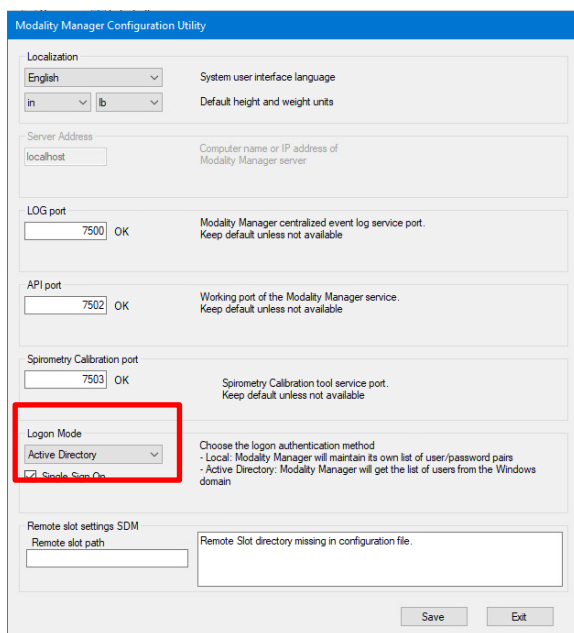 Modality Manager Configuration Utility
Localization
English
System user interface language
in
lb
Default height and weight units
Server Address
localhost
Computer name or IP address of
Modality Manager server
LOG port
7500
OK
Modality Manager centralized event log service port.
Keep default unless not available
API port
7502
OK
Working port of the Modality Manager service.
Keep default unless not available
Spirometry Calibration port
7503
OK
Spirometry Calibration tool service port.
Keep default unless not available
Logon Mode
Active Directory
Single Sign On
Choose the logon authentication method
- Local: Modality Manager will maintain its own list of user/password pairs
- Active Directory: Modality Manager will get the list of users from the Windows
domain
Remote slot settings SDM
Remote slot path
Remote Slot directory missing in configuration file.
Save
Exit